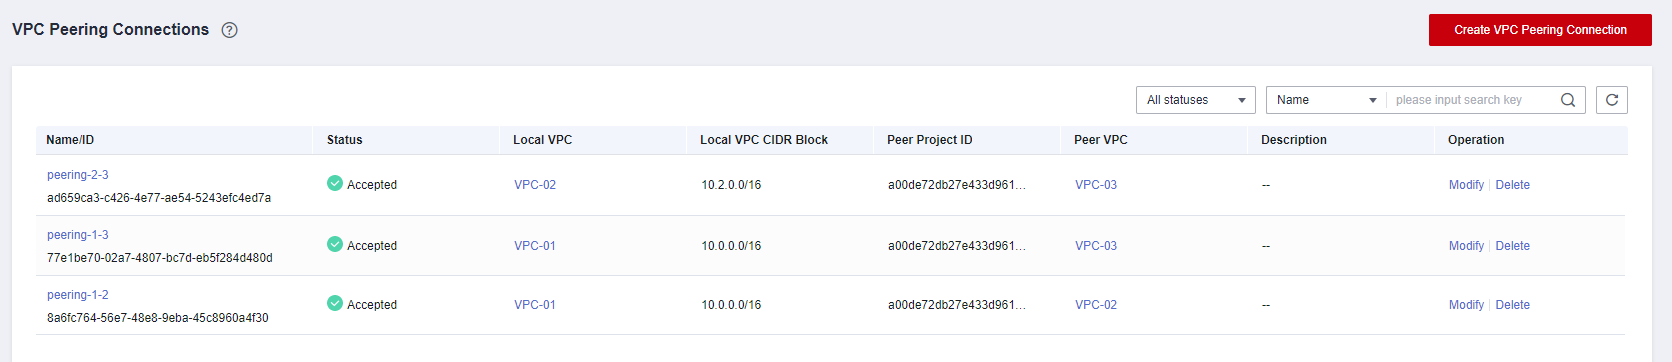 VPC Peering Connections ?
Create VPC Peering Connection
All statuses Name please input search key
Name/ID Status Local VPC Local VPC CIDR Block Peer Project ID Peer VPC Description Operation
peering-2-3
ad659ca3-c426-4e77-ae54-5243efc4ed7a
Accepted VPC-02 10.2.0.0/16 a00de72db27e433d961... VPC-03 -- Modify | Delete
peering-1-3
77e1be70-02a7-4807-bc7d-eb5f284d480d
Accepted VPC-01 10.0.0.0/16 a00de72db27e433d961... VPC-03 -- Modify | Delete
peering-1-2
8a6fc764-56e7-48e8-9eba-45c8960a4f30
Accepted VPC-01 10.0.0.0/16 a00de72db27e433d961... VPC-02 -- Modify | Delete